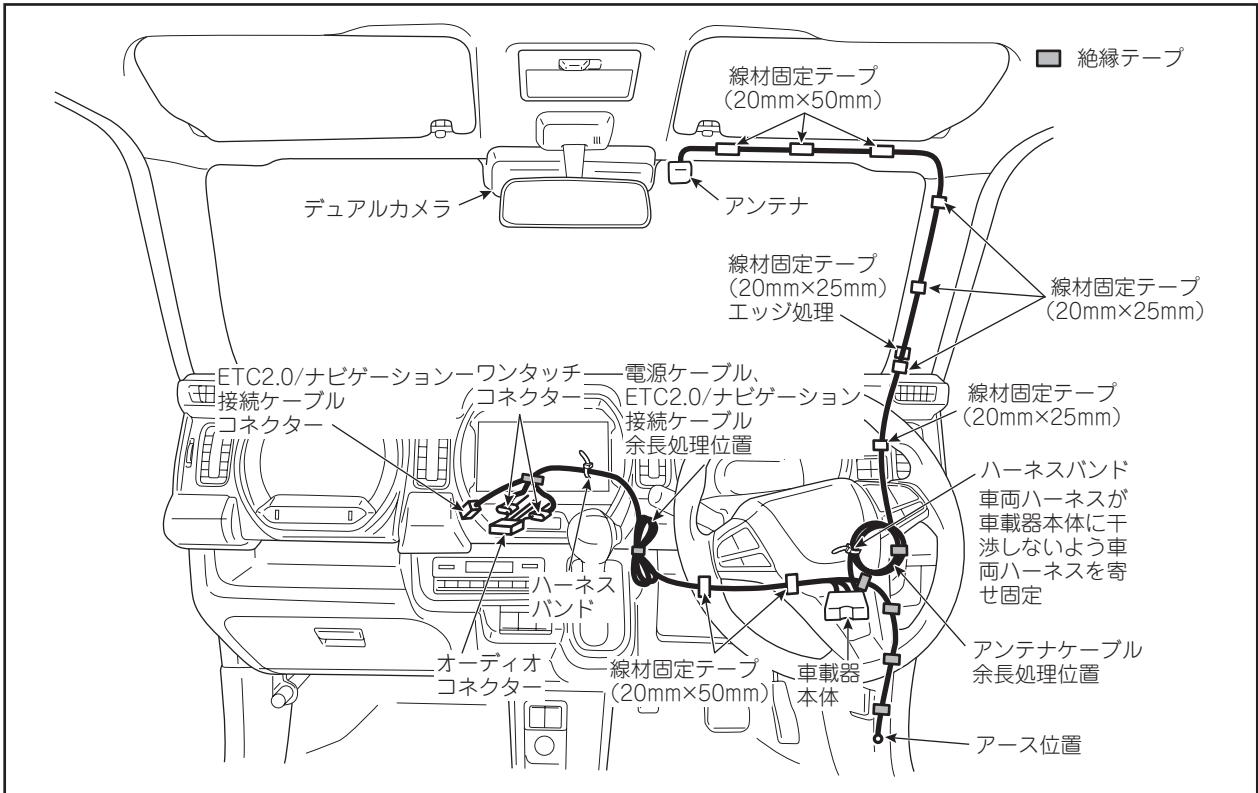 絶縁テープ
線材固定テープ
(20mm×50mm)
デュアルカメラ
アンテナ
線材固定テープ
(20mm×25mm)
エッジ処理
線材固定テープ
(20mm×25mm)
ETC2.0/ナビゲーション
接続ケーブル
コネクター
ワンタッチ
コネクター
電源ケーブル、
ETC2.0/ナビゲーション
接続ケーブル
余長処理位置
線材固定テープ
(20mm×25mm)
ハーネスバンド
車両ハーネスが
車載器本体に干
渉しないよう車
両ハーネスを寄
せ固定
ハーネス
バンド
オーディオ
コネクター
線材固定テープ
(20mm×50mm)
車載器
本体
アンテナケーブル
余長処理位置
アース位置